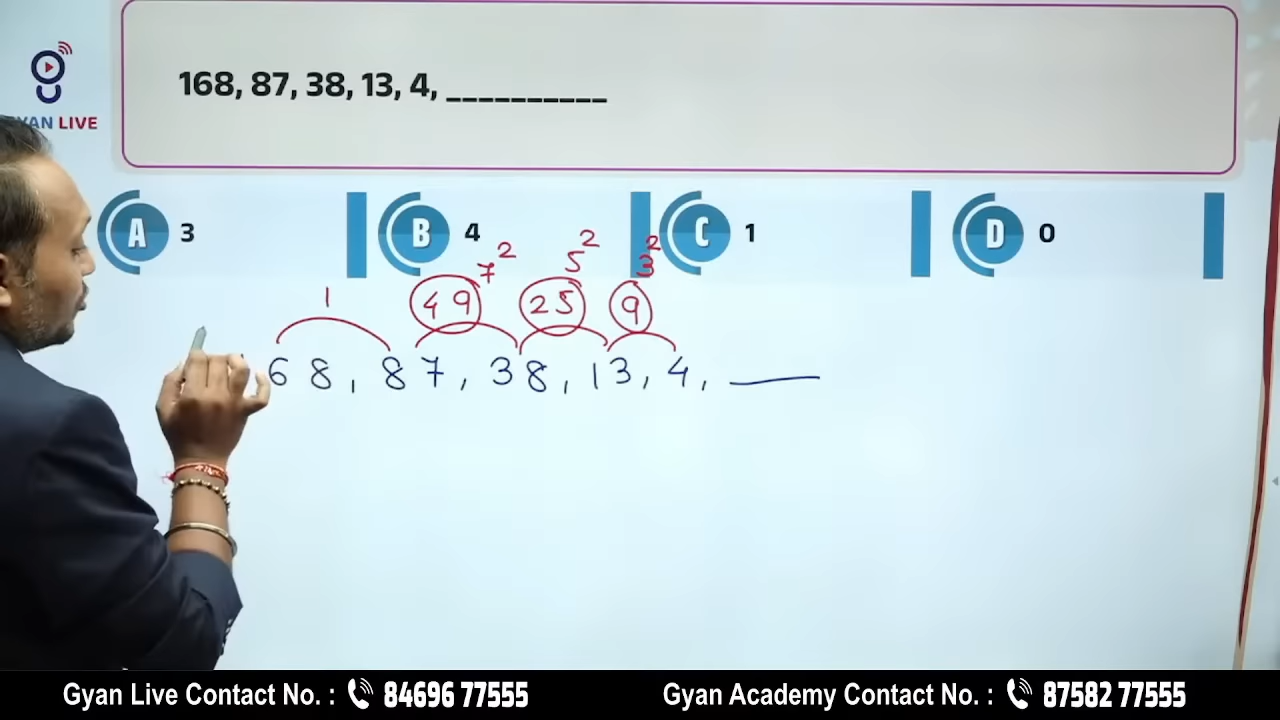 168, 87, 38, 13, 4, __________
GYAN LIVE
A 3
B 4
C 1
D 0
7²
5²
3²
1
49
25
9
68, 87, 38, 13, 4, ____
Gyan Live Contact No. : 84696 77555
Gyan Academy Contact No. : 87582 77555